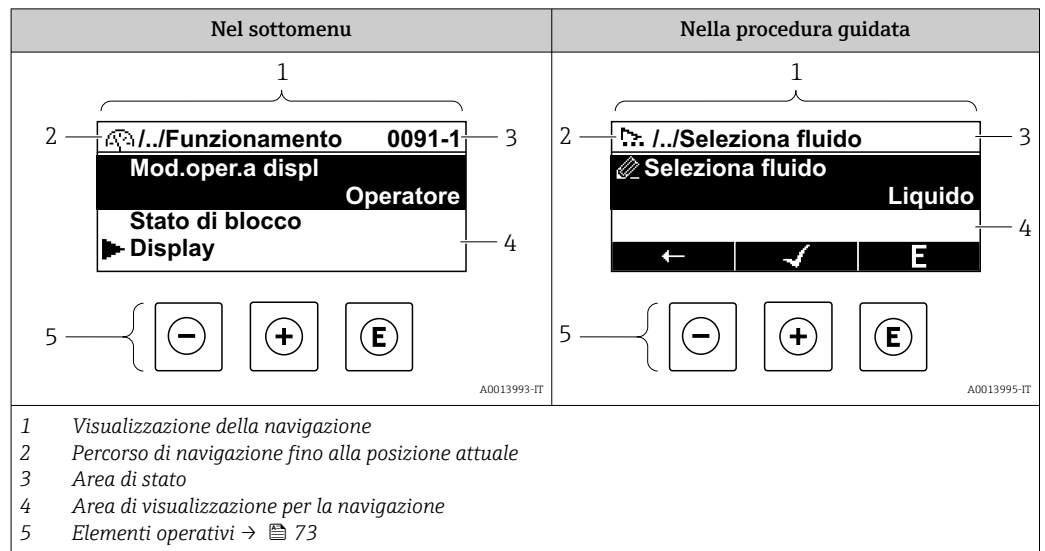 Nel sottomenu
Nella procedura guidata
1
2
/../Funzionamento 0091-1
3
Mod.oper.a displ
Operatore
Stato di blocco
Display
4
5
- + E
A0013993-IT
1
2
/../Seleziona fluido
3
Seleziona fluido
Liquido
4
← ✓ E
5
- + E
A0013995-IT
1 Visualizzazione della navigazione
2 Percorso di navigazione fino alla posizione attuale
3 Area di stato
4 Area di visualizzazione per la navigazione
5 Elementi operativi → 73